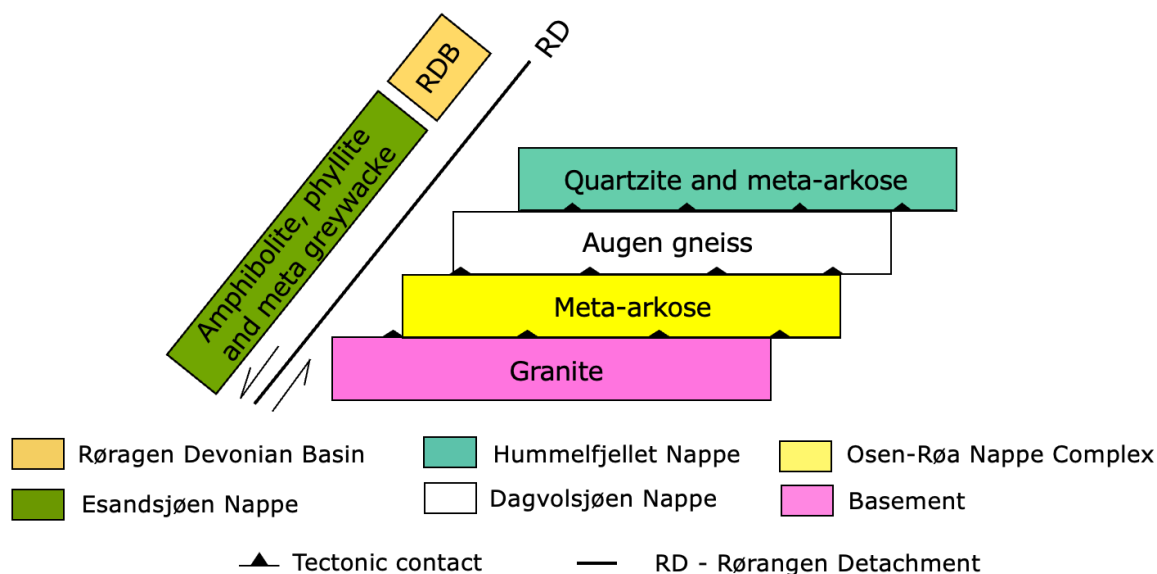 RDB
RD
Amphibolite, phyllite
and meta greywacke
Quartzite and meta-arkose
Augen gneiss
Meta-arkose
Granite
Røragen Devonian Basin
Hummelfjellet Nappe
Osen-Røa Nappe Complex
Esandsjøen Nappe
Dagvolsjøen Nappe
Basement
Tectonic contact
RD - Rørangen Detachment